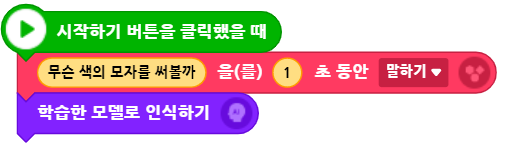 시작하기 버튼을 클릭했을 때
무슨 색의 모자를 써볼까 을(를) 1 초 동안 말하기
학습한 모델로 인식하기 AI